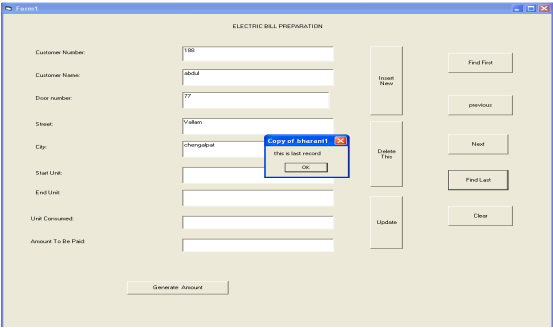 Form1
ELECTRIC BILL PREPARATION
Customer Number:
188
Customer Name:
abdul
Door number:
77
Street:
Vallam
City:
chengalpat
Start Unit:
End Unit:
Unit Consumed:
Amount To Be Paid:
Generate Amount
Insert
New
Delete
This
Update
Find First
previous
Next
Find Last
Clear
Copy of bharani1
this is last record
OK